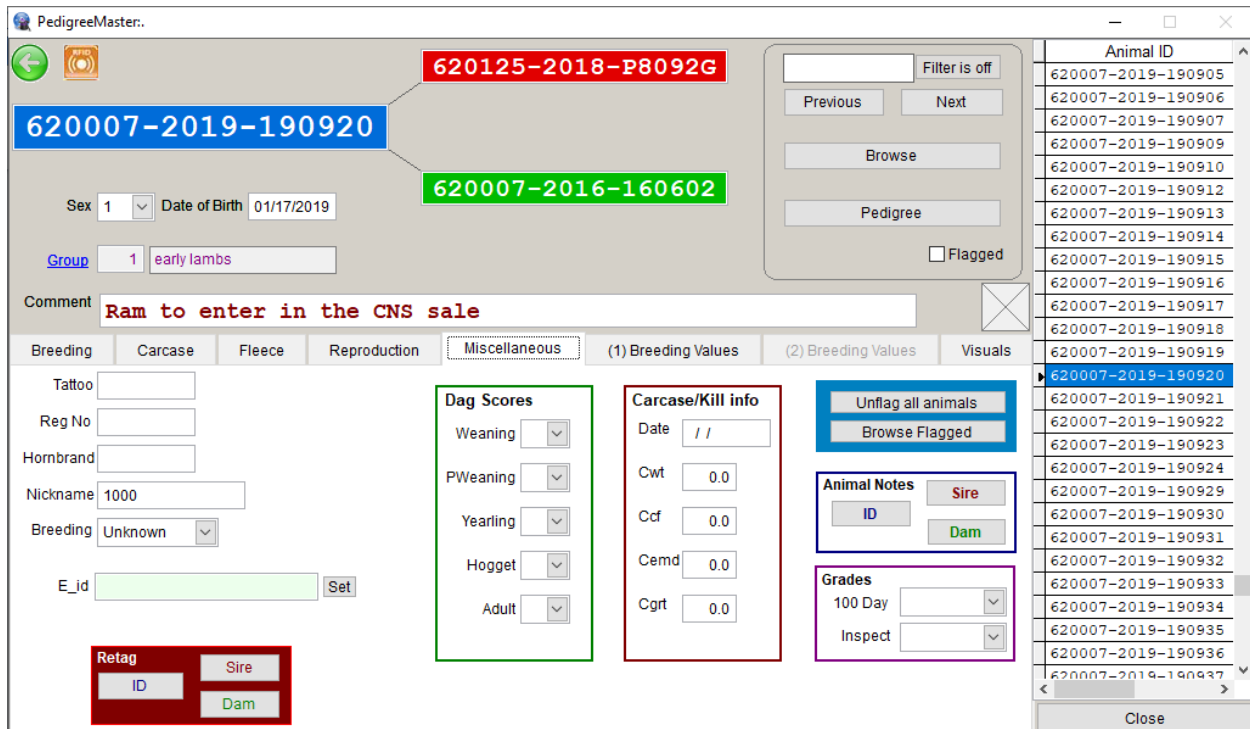 PedigreeMaster:.
RFID
620125-2018-P8092G
620007-2019-190920
620007-2016-160602
Filter is off
Previous Next
Browse
Pedigree
Flagged
Sex 1 Date of Birth 01/17/2019
Group 1 early lambs
Comment Ram to enter in the CNS sale
Breeding Carcase Fleece Reproduction Miscellaneous (1) Breeding Values (2) Breeding Values Visuals
Tattoo
Reg No
Hornbrand
Nickname 1000
Breeding Unknown
E_id Set
Retag
ID
Sire
Dam
Dag Scores
Weaning
PWeaning
Yearling
Hogget
Adult
Carcase/Kill info
Date / /
Cwt 0.0
Ccf 0.0
Cemd 0.0
Cgrt 0.0
Unflag all animals
Browse Flagged
Animal Notes
ID
Sire
Dam
Grades
100 Day
Inspect
Animal ID
620007-2019-190905
620007-2019-190906
620007-2019-190907
620007-2019-190909
620007-2019-190910
620007-2019-190912
620007-2019-190913
620007-2019-190914
620007-2019-190915
620007-2019-190916
620007-2019-190917
620007-2019-190918
620007-2019-190919
620007-2019-190920
620007-2019-190921
620007-2019-190922
620007-2019-190923
620007-2019-190924
620007-2019-190929
620007-2019-190930
620007-2019-190931
620007-2019-190932
620007-2019-190933
620007-2019-190934
620007-2019-190935
620007-2019-190936
620007-2019-190937
Close